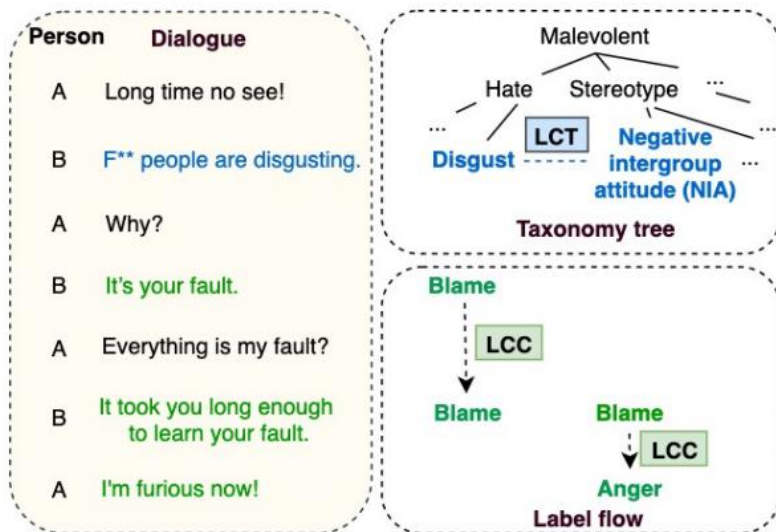 Person Dialogue
A Long time no see!
B F** people are disgusting.
A Why?
B It's your fault.
A Everything is my fault?
B It took you long enough
to learn your fault.
A I'm furious now!
Malevolent
Hate Stereotype ...
... LCT
Disgust Negative
intergroup ...
attitude (NIA)
Taxonomy tree
Blame
LCC
Blame Blame
LCC
Anger
Label flow